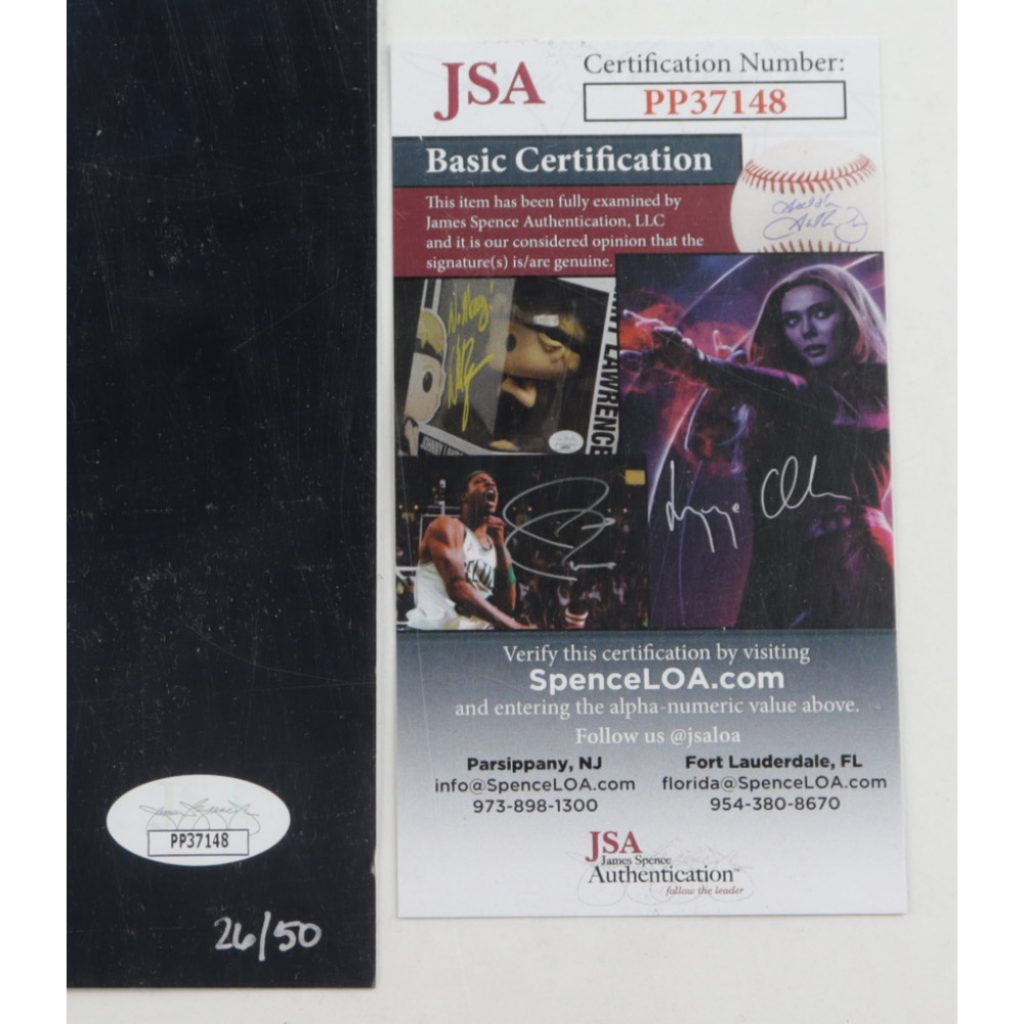 JSA
Certification Number:
PP37148
Basic Certification
This item has been fully examined by
James Spence Authentication, LLC
and it is our considered opinion that the
signature(s) is/are genuine.
LAWRENCE
Verify this certification by visiting
SpenceLOA.com
and entering the alpha-numeric value above.
Follow us @jsaloa
Parsippany, NJ
info@SpenceLOA.com
973-898-1300
Fort Lauderdale, FL
florida@SpenceLOA.com
954-380-8670
JSA
James Spence
Authentication™
follow the leader
PP37148
26/50